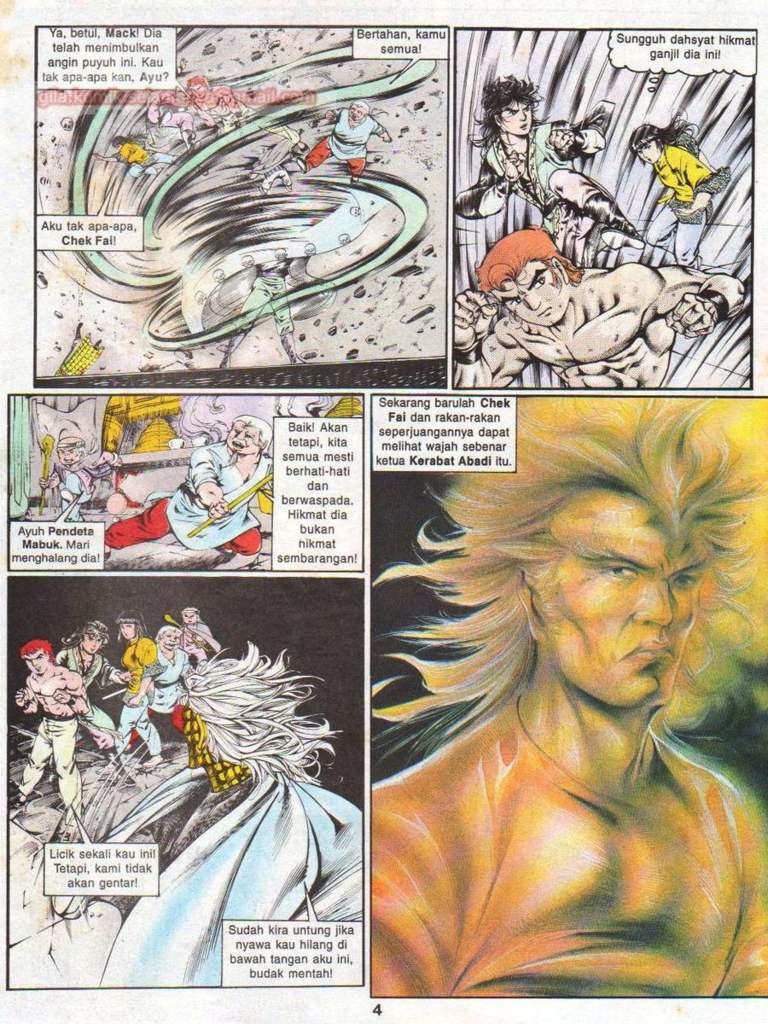 Ya, betul, Mack! Dia
telah menimbulkan
angin puyuh ini. Kau
tak apa-apa kan, Ayu?
Bertahan, kamu
semua!
Aku tak apa-apa,
Chek Fai!
Sungguh dahsyat hikmat
ganjil dia ini!
Ayuh Pendeta
Mabuk. Mari
menghalang dia!
Baik! Akan
tetapi, kita
semua mesti
berhati-hati
dan
berwaspada.
Hikmat dia
bukan
nikmat
sembarangan!
Sekarang barulah Chek
Fai dan rakan-rakan
seperjuangannya dapat
melihat wajah sebenar
ketua Kerabat Abadi itu.
Licik sekali kau ini!
Tetapi, kami tidak
akan gentar!
Sudah kira untung jika
nyawa kau hilang di
bawah tangan aku ini,
budak mentah!
4